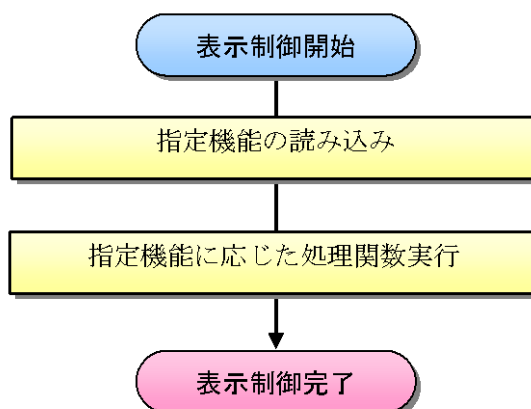 表示制御開始
指定機能の読み込み
指定機能に応じた処理関数実行
表示制御完了